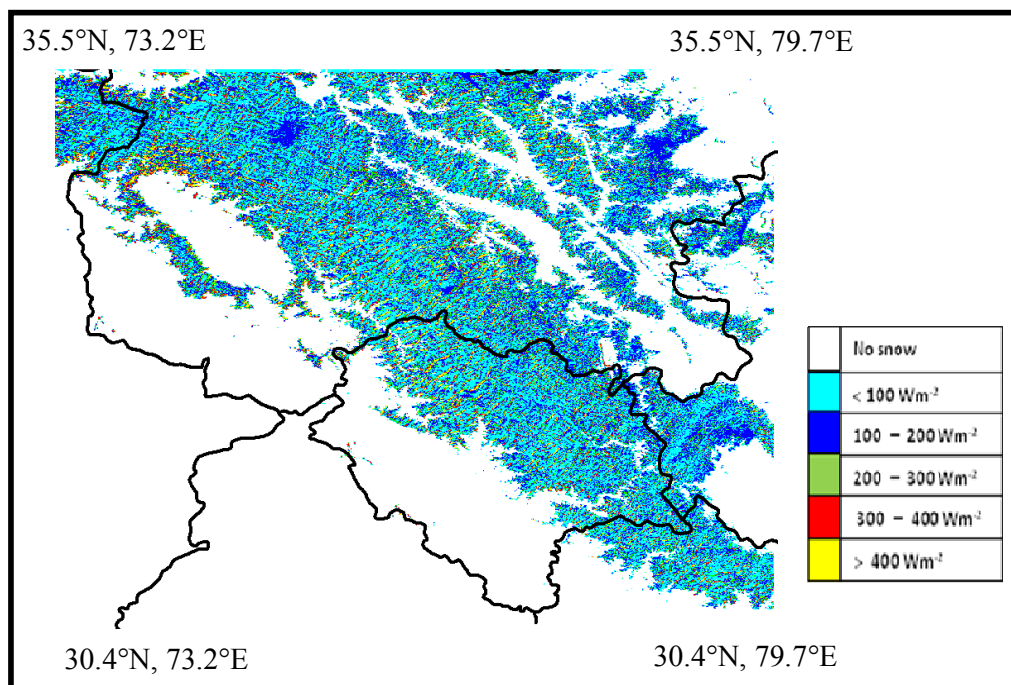 35.5°N, 73.2°E
35.5°N, 79.7°E
No snow
< 100 Wm-2
100 – 200 Wm-2
200 – 300 Wm-2
300 – 400 Wm-2
> 400 Wm-2
30.4°N, 73.2°E
30.4°N, 79.7°E